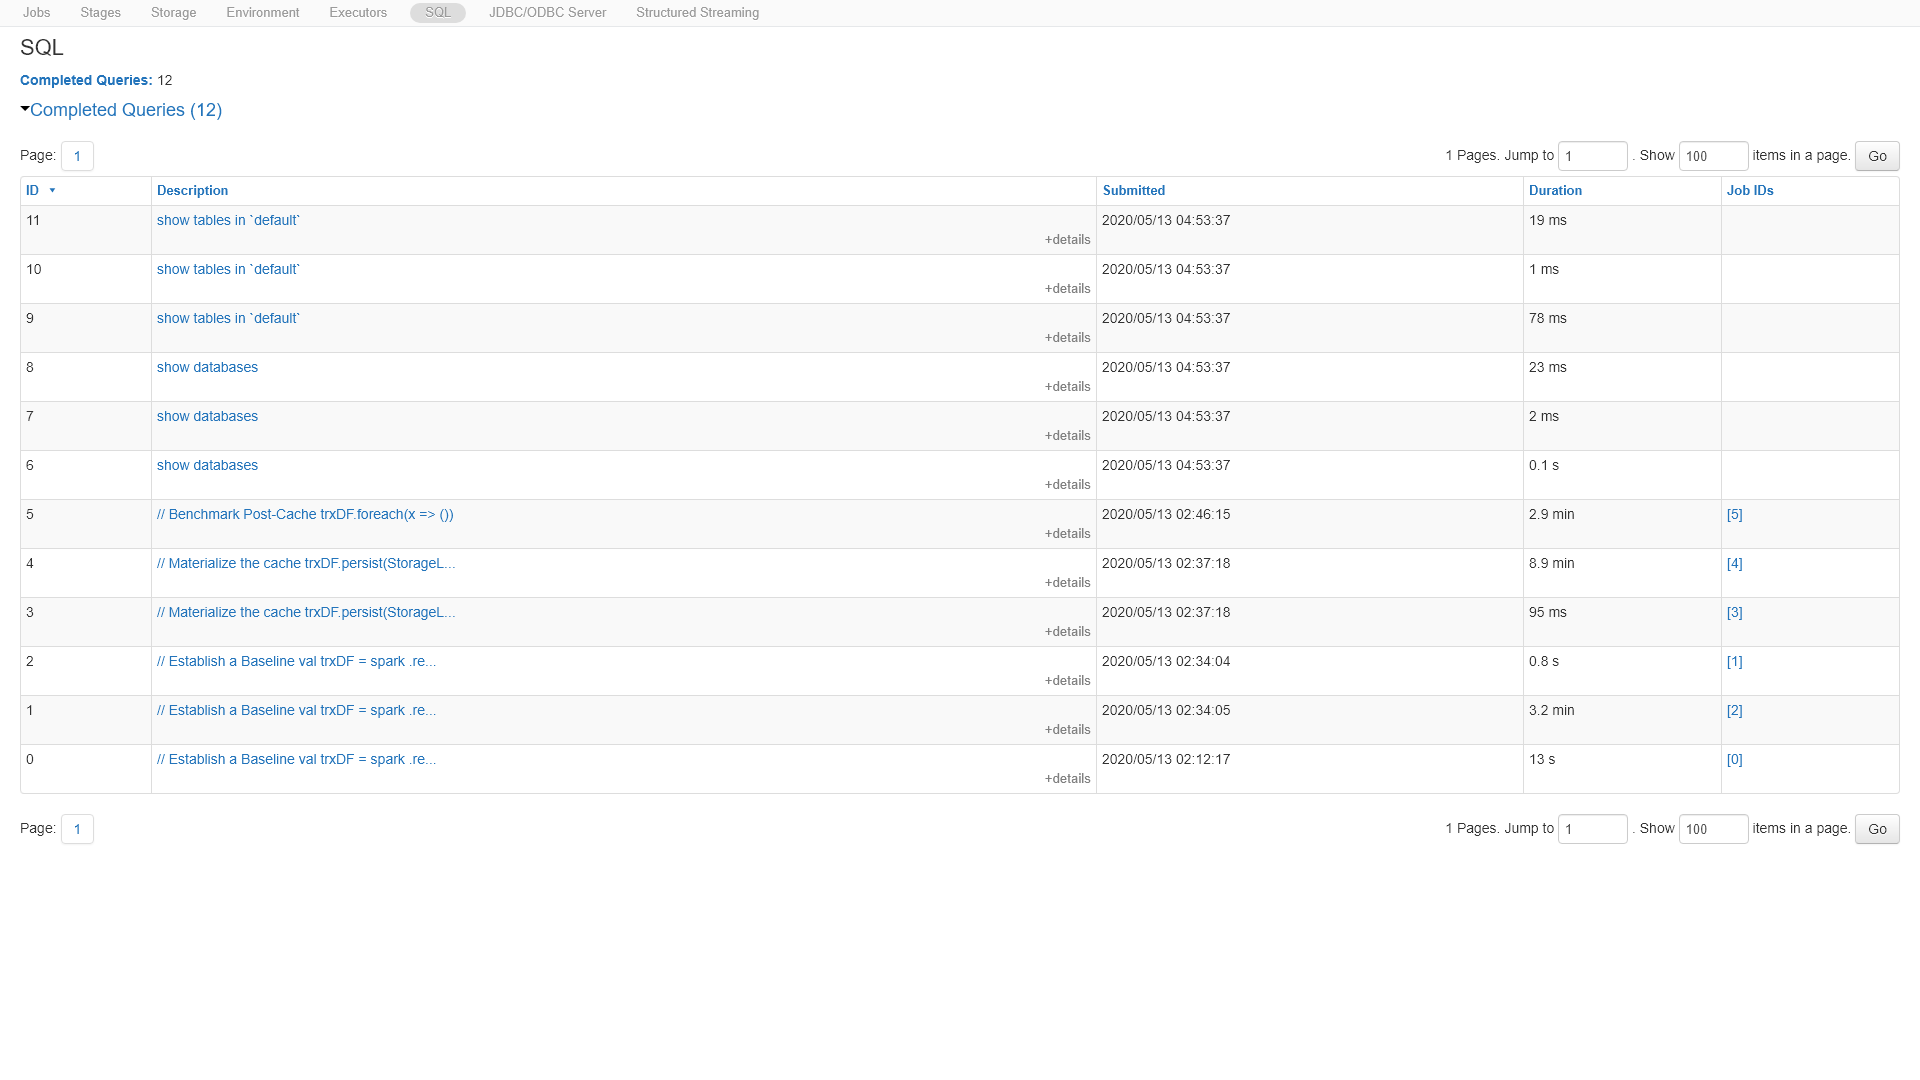 Jobs Stages Storage Environment Executors SQL JDBC/ODBC Server Structured Streaming
SQL
Completed Queries: 12
Completed Queries (12)
Page: 1 1 Pages. Jump to 1 . Show 100 items in a page. Go
ID Description Submitted Duration Job IDs
11 show tables in `default` 2020/05/13 04:53:37 19 ms
+details
10 show tables in `default` 2020/05/13 04:53:37 1 ms
+details
9 show tables in `default` 2020/05/13 04:53:37 78 ms
+details
8 show databases 2020/05/13 04:53:37 23 ms
+details
7 show databases 2020/05/13 04:53:37 2 ms
+details
6 show databases 2020/05/13 04:53:37 0.1 s
+details
5 // Benchmark Post-Cache trxDF.foreach(x => ()) 2020/05/13 02:46:15 2.9 min [5]
+details
4 // Materialize the cache trxDF.persist(StorageL... 2020/05/13 02:37:18 8.9 min [4]
+details
3 // Materialize the cache trxDF.persist(StorageL... 2020/05/13 02:37:18 95 ms [3]
+details
2 // Establish a Baseline val trxDF = spark .re... 2020/05/13 02:34:04 0.8 s [1]
+details
1 // Establish a Baseline val trxDF = spark .re... 2020/05/13 02:34:05 3.2 min [2]
+details
0 // Establish a Baseline val trxDF = spark .re... 2020/05/13 02:12:17 13 s [0]
+details
Page: 1 1 Pages. Jump to 1 . Show 100 items in a page. Go